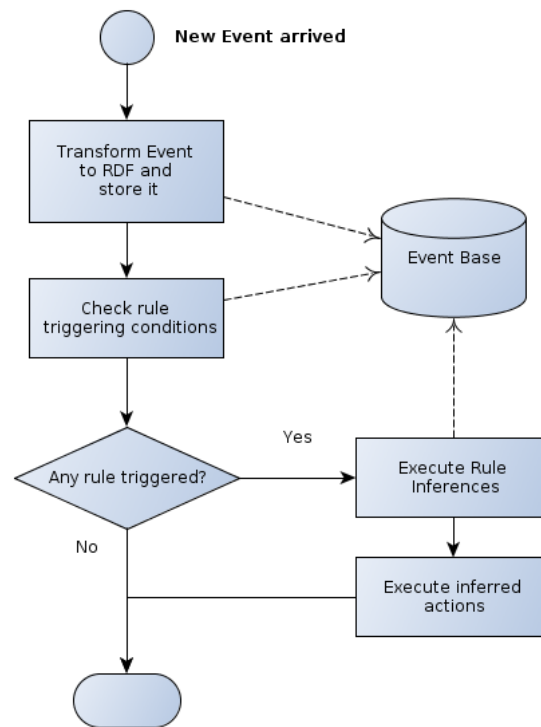 New Event arrived
Transform Event
to RDF and
store it
Event Base
Check rule
triggering conditions
Any rule triggered?
Yes
Execute Rule
Inferences
No
Execute inferred
actions